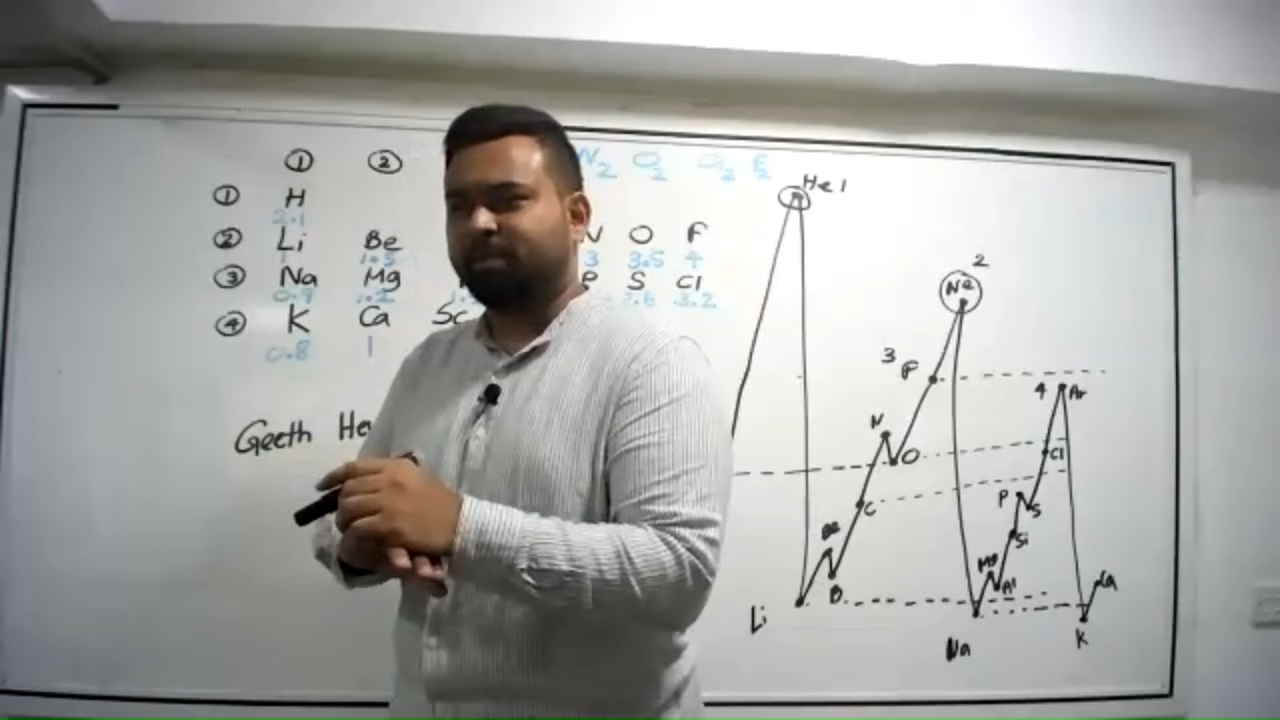 ① ② N₂ O₂ O₂ F₂
① H
2.1
② Li Be N O F
1 1.5 3 3.5 4
③ Na Mg P S Cl
0.9 1.2 3.2
④ K Ca Sc
0.8 1
Geeth
He 1
Ne 2
3 F
N
O
4 Ar
Cl
C
P
S
Be
Si
B
Mg
Al
Ca
Li
Na
K